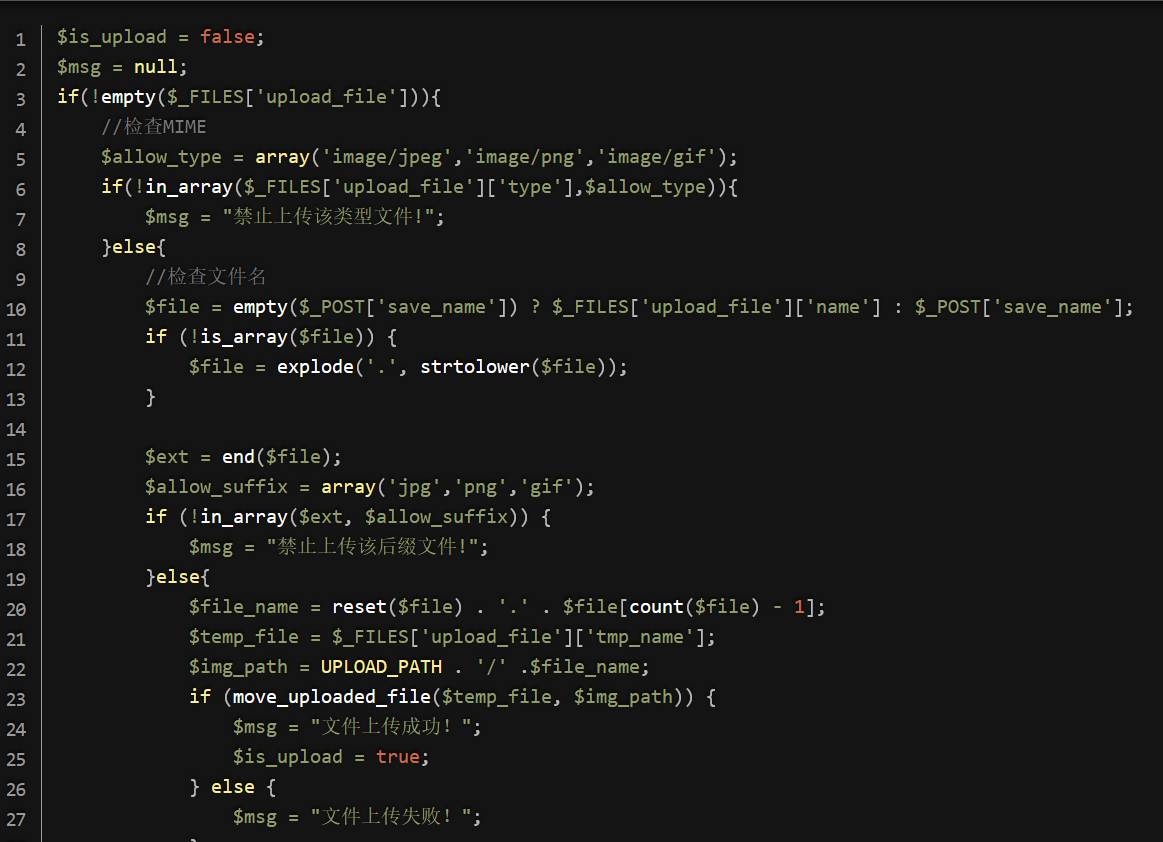 1 $is_upload = false;
2 $msg = null;
3 if(!empty($_FILES['upload_file'])){
4 //检查MIME
5 $allow_type = array('image/jpeg','image/png','image/gif');
6 if(!in_array($_FILES['upload_file']['type'],$allow_type)){
7 $msg = "禁止上传该类型文件!";
8 }else{
9 //检查文件名
10 $file = empty($_POST['save_name']) ? $_FILES['upload_file']['name'] : $_POST['save_name'];
11 if (!is_array($file)) {
12 $file = explode('.', strtolower($file));
13 }
14
15 $ext = end($file);
16 $allow_suffix = array('jpg','png','gif');
17 if (!in_array($ext, $allow_suffix)) {
18 $msg = "禁止上传该后缀文件!";
19 }else{
20 $file_name = reset($file) . '.' . $file[count($file) - 1];
21 $temp_file = $_FILES['upload_file']['tmp_name'];
22 $img_path = UPLOAD_PATH . '/' .$file_name;
23 if (move_uploaded_file($temp_file, $img_path)) {
24 $msg = "文件上传成功！";
25 $is_upload = true;
26 } else {
27 $msg = "文件上传失败！";